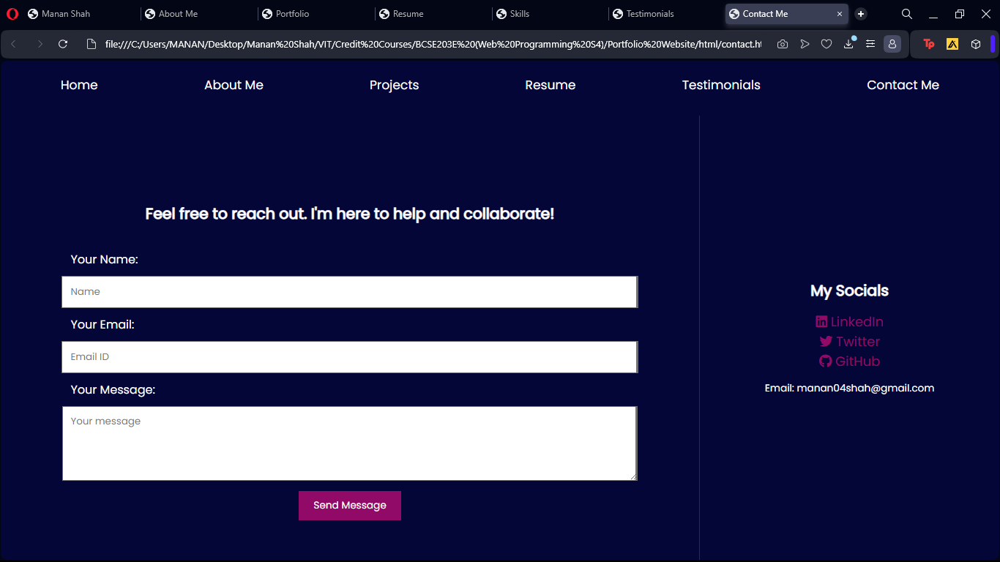 Manan Shah About Me Portfolio Resume Skills Testimonials Contact Me
file:///C:/Users/MANAN/Desktop/Manan%20Shah/VIT/Credit%20Courses/BCSE203E%20(Web%20Programming%20S4)/Portfolio%20Website/html/contact.ht
Tp
Home About Me Projects Resume Testimonials Contact Me
Feel free to reach out. I'm here to help and collaborate!
Your Name:
Name
Your Email:
Email ID
Your Message:
Your message
Send Message
My Socials
LinkedIn
Twitter
GitHub
Email: manan04shah@gmail.com